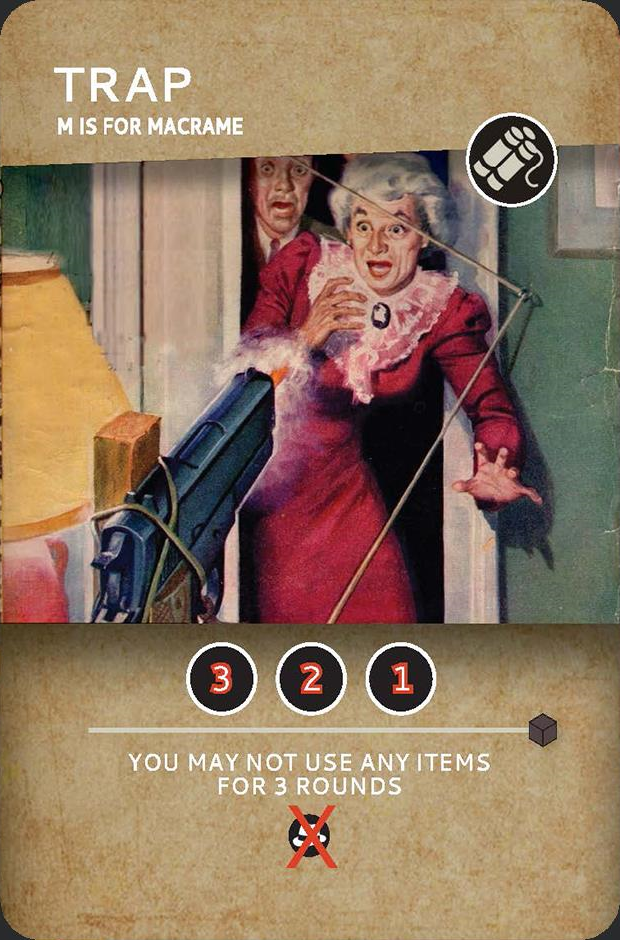 TRAP
M IS FOR MACRAME
3 2 1
YOU MAY NOT USE ANY ITEMS
FOR 3 ROUNDS